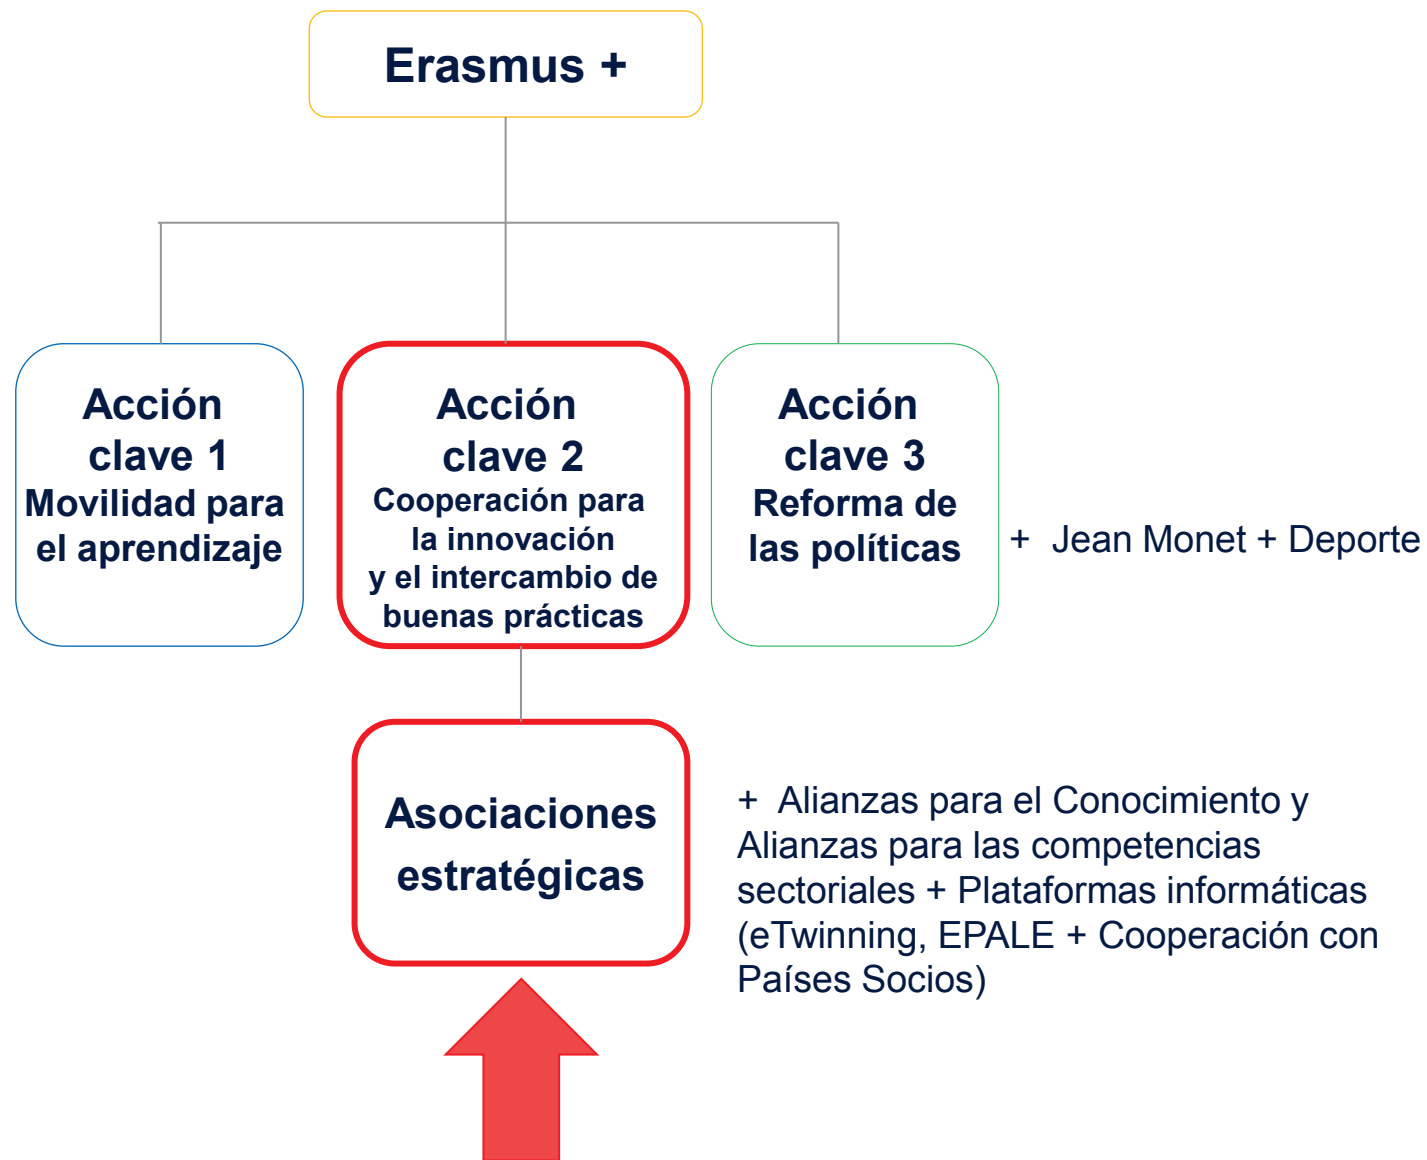 Erasmus +
Acción
clave 1
Movilidad para
el aprendizaje
Acción
clave 2
Cooperación para
la innovación
y el intercambio de
buenas prácticas
Acción
clave 3
Reforma de
las políticas
+ Jean Monet + Deporte
Asociaciones
estratégicas
+ Alianzas para el Conocimiento y
Alianzas para las competencias
sectoriales + Plataformas informáticas
(eTwinning, EPALE + Cooperación con
Países Socios)